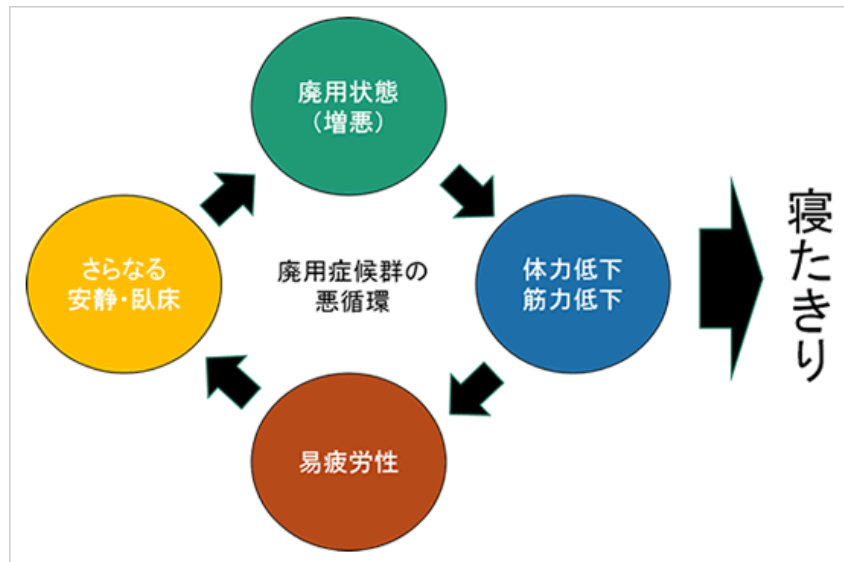 廃用状態
（増悪）
さらなる
安静・臥床
廃用症候群の
悪循環
体力低下
筋力低下
易疲労性
寝たきり